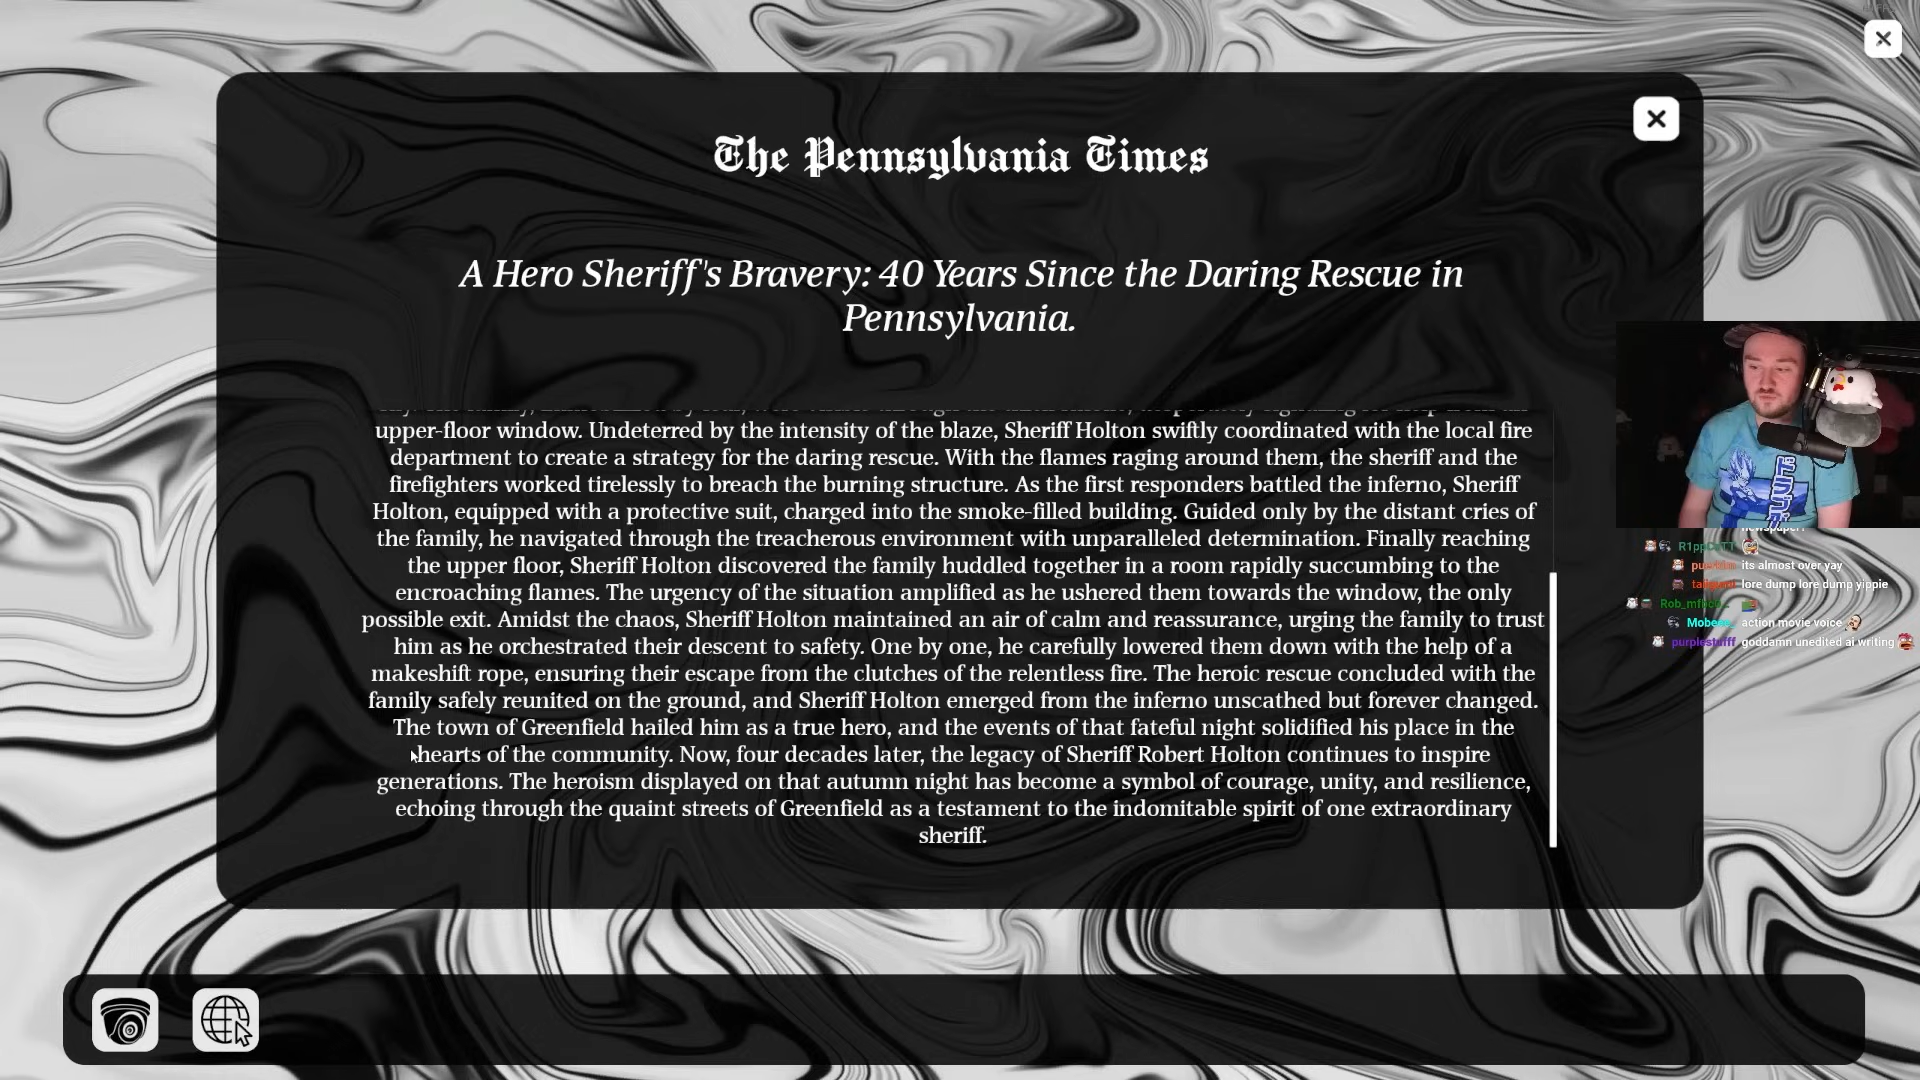 The Pennsylvania Times
A Hero Sheriff's Bravery: 40 Years Since the Daring Rescue in
Pennsylvania.
upper-floor window. Undeterred by the intensity of the blaze, Sheriff Holton swiftly coordinated with the local fire
department to create a strategy for the daring rescue. With the flames raging around them, the sheriff and the
firefighters worked tirelessly to breach the burning structure. As the first responders battled the inferno, Sheriff
Holton, equipped with a protective suit, charged into the smoke-filled building. Guided only by the distant cries of
the family, he navigated through the treacherous environment with unparalleled determination. Finally reaching
the upper floor, Sheriff Holton discovered the family huddled together in a room rapidly succumbing to the
encroaching flames. The urgency of the situation amplified as he ushered them towards the window, the only
possible exit. Amidst the chaos, Sheriff Holton maintained an air of calm and reassurance, urging the family to trust
him as he orchestrated their descent to safety. One by one, he carefully lowered them down with the help of a
makeshift rope, ensuring their escape from the clutches of the relentless fire. The heroic rescue concluded with the
family safely reunited on the ground, and Sheriff Holton emerged from the inferno unscathed but forever changed.
The town of Greenfield hailed him as a true hero, and the events of that fateful night solidified his place in the
hearts of the community. Now, four decades later, the legacy of Sheriff Robert Holton continues to inspire
generations. The heroism displayed on that autumn night has become a symbol of courage, unity, and resilience,
echoing through the quaint streets of Greenfield as a testament to the indomitable spirit of one extraordinary
sheriff.
ドラゴ
its almost over yay
lore dump lore dump yippie
action movie voice
purplestufff goddamn unedited ai writing